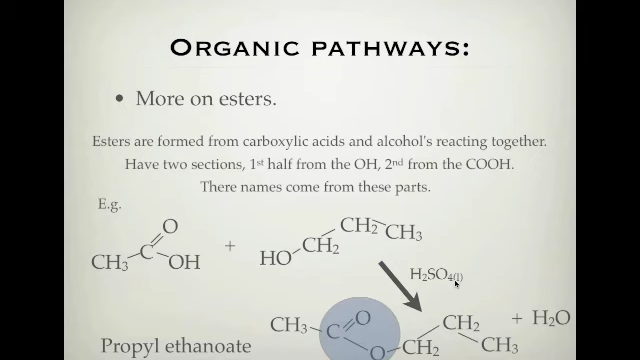 ORGANIC PATHWAYS:
• More on esters.
Esters are formed from carboxylic acids and alcohol's reacting together.
Have two sections, 1st half from the OH, 2nd from the COOH.
There names come from these parts.
E.g.
CH3 C O OH + HO CH2 CH2 CH3
H2SO4(l)
CH3 C O O CH2 CH2 CH3 + H2O
Propyl ethanoate